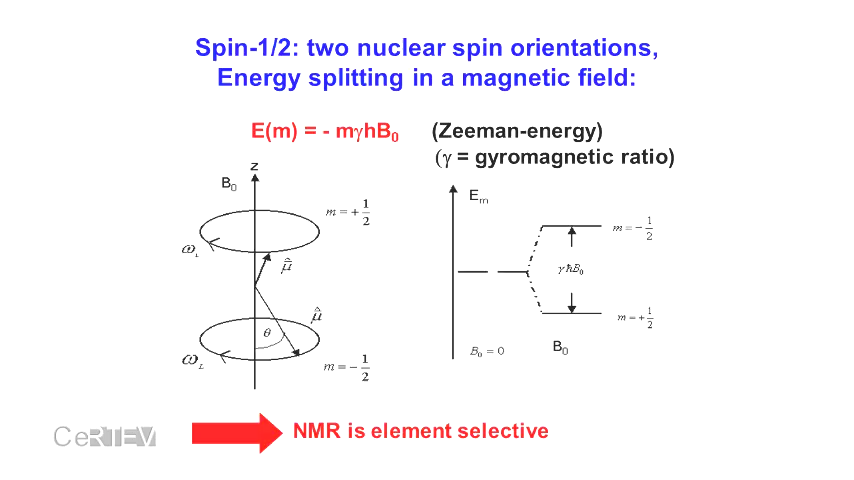 Spin-1/2: two nuclear spin orientations,
Energy splitting in a magnetic field:
E(m) = - mγhB₀ (Zeeman-energy)
(γ = gyromagnetic ratio)
z
B₀
m = + 1/2
ω_L
μ̂
μ̂
θ
ω_L
m = − 1/2
E_m
m = − 1/2
γℏB₀
m = + 1/2
B₀ = 0
B₀
CeRTEV
NMR is element selective